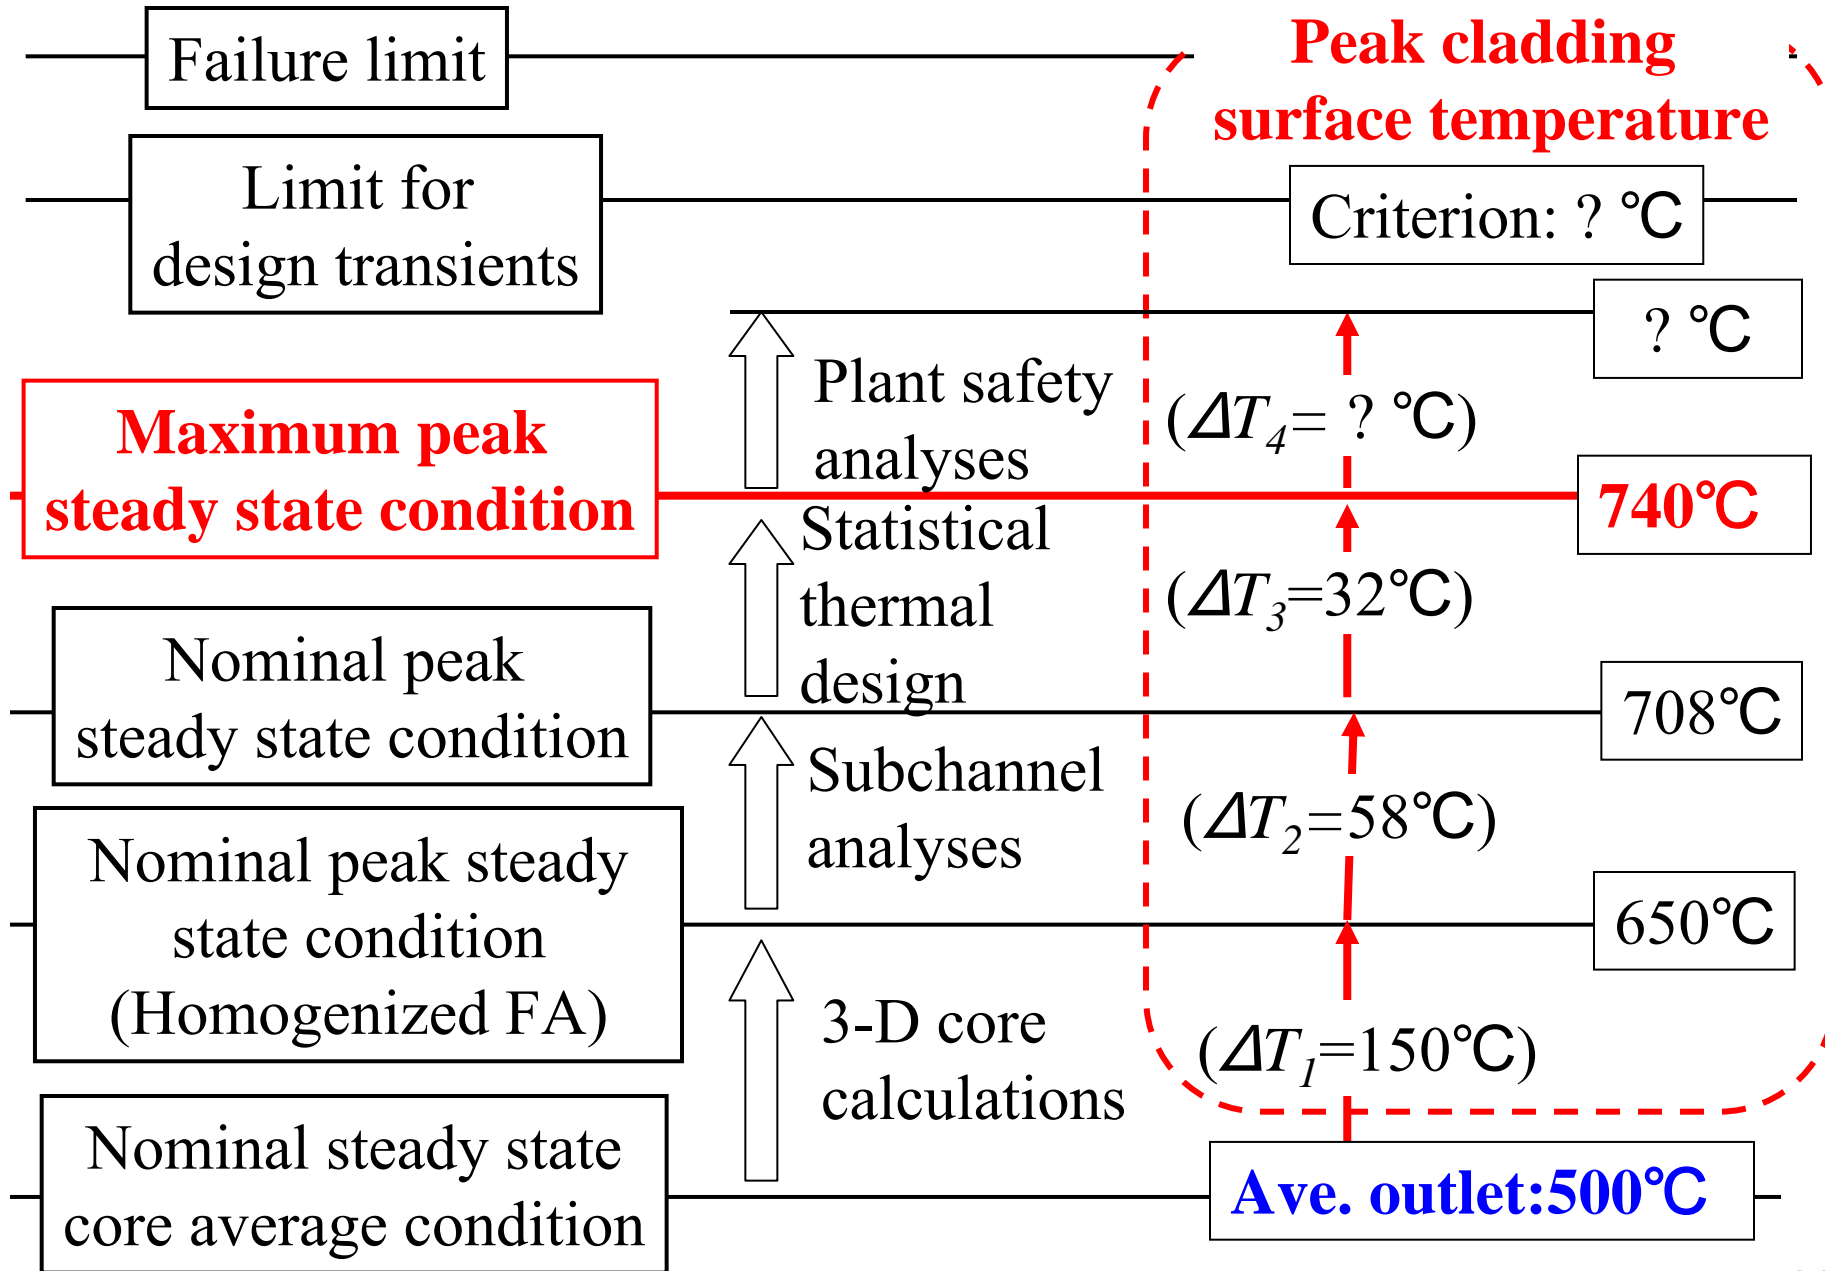 Failure limit
Peak cladding
surface temperature
Limit for
design transients
Criterion: ? ℃
? ℃
Plant safety
analyses
(ΔT4= ? ℃)
Maximum peak
steady state condition
740℃
Statistical
thermal
design
(ΔT3=32℃)
Nominal peak
steady state condition
708℃
Subchannel
analyses
(ΔT2=58℃)
Nominal peak steady
state condition
(Homogenized FA)
650℃
3-D core
calculations
(ΔT1=150℃)
Nominal steady state
core average condition
Ave. outlet:500℃